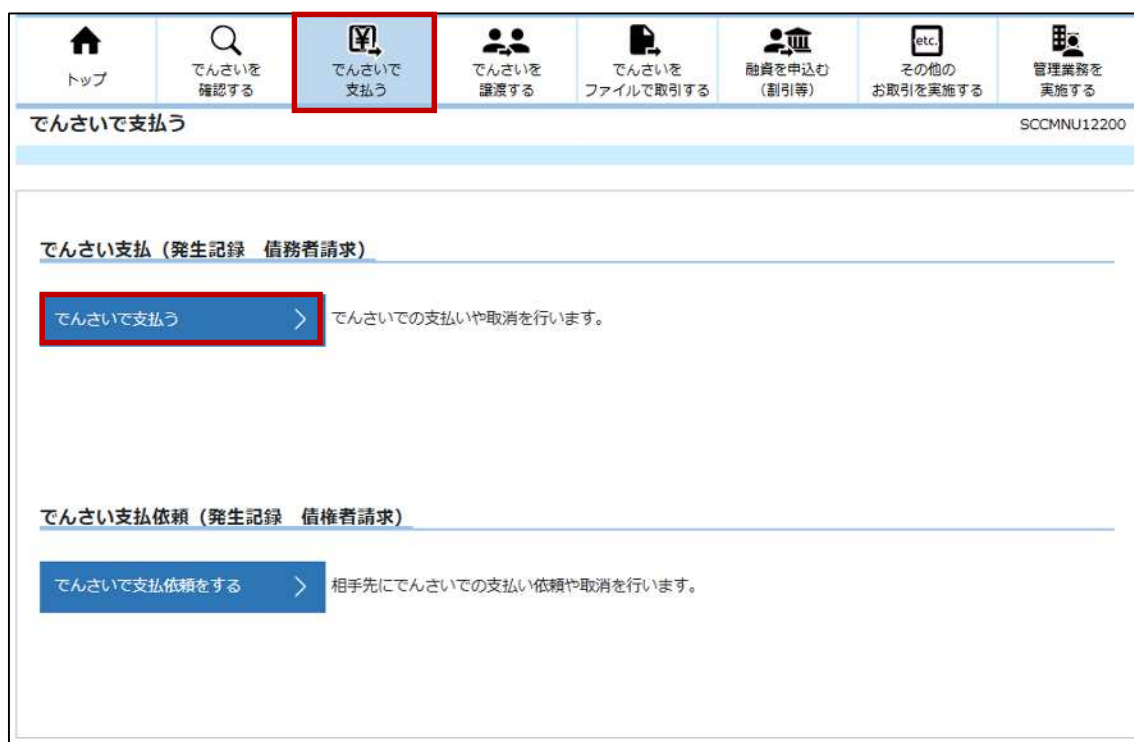 トップ
でんさいを
確認する
でんさいで
支払う
でんさいを
譲渡する
でんさいを
ファイルで取引する
融資を申込む
(割引等)
etc.
その他の
お取引を実施する
管理業務を
実施する
でんさいで支払う
SCCMNU12200
でんさい支払（発生記録　債務者請求）
でんさいで支払う
でんさいでの支払いや取消を行います。
でんさい支払依頼（発生記録　債権者請求）
でんさいで支払依頼をする
相手先にでんさいでの支払い依頼や取消を行います。